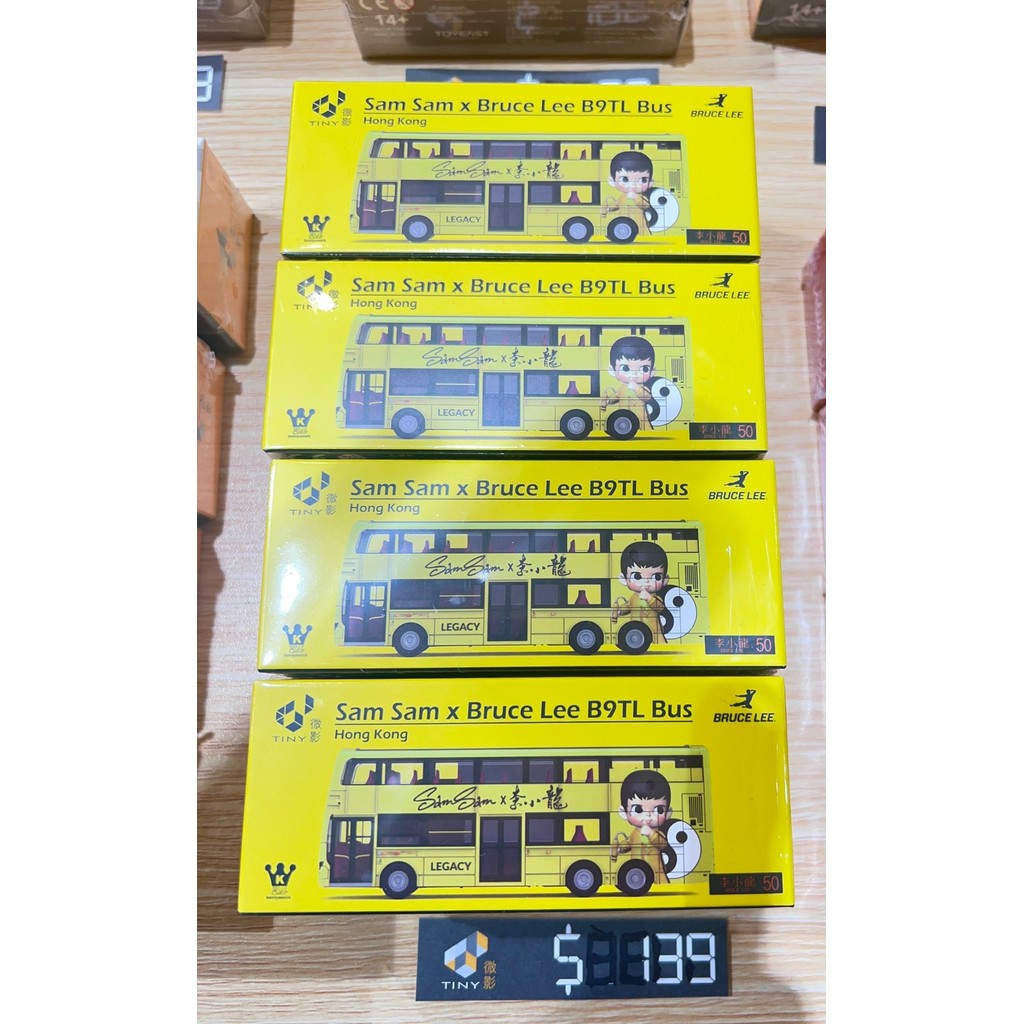 14+
TOYEAST
14+
$
Sam Sam x Bruce Lee B9TL Bus
Hong Kong
TINY 微影
BRUCE LEE
Sam Sam x 李小龍
LEGACY
K
李小龍 50
Sam Sam x Bruce Lee B9TL Bus
Hong Kong
TINY 微影
BRUCE LEE
Sam Sam x 李小龍
LEGACY
K
李小龍 50
Sam Sam x Bruce Lee B9TL Bus
Hong Kong
TINY 微影
BRUCE LEE
Sam Sam x 李小龍
LEGACY
K
李小龍 50
Sam Sam x Bruce Lee B9TL Bus
Hong Kong
TINY 微影
BRUCE LEE
Sam Sam x 李小龍
LEGACY
K
李小龍 50
TINY 微影
$ 139